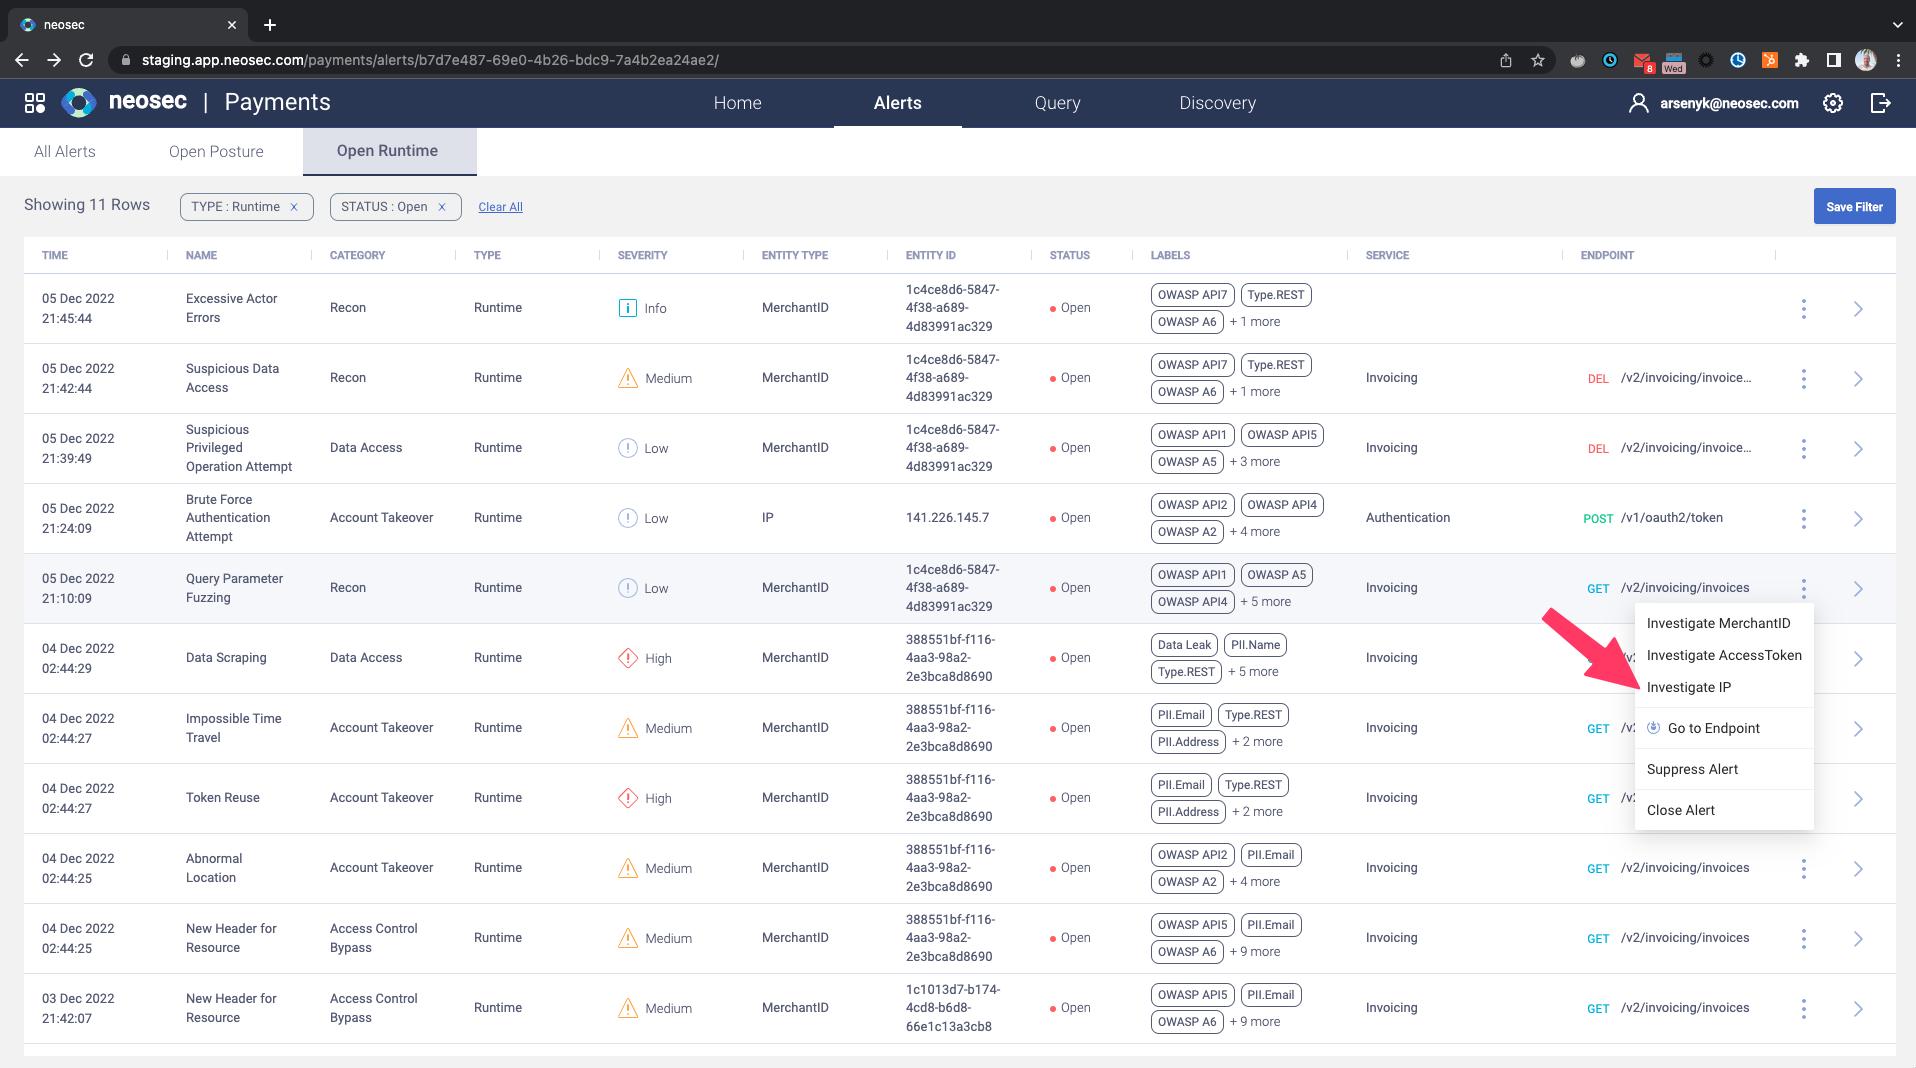 neosec
staging.app.neosec.com/payments/alerts/b7d7e487-69e0-4b26-bdc9-7a4b2ea24ae2/
8
Wed
neosec | Payments
Home
Alerts
Query
Discovery
arsenyk@neosec.com
All Alerts
Open Posture
Open Runtime
Showing 11 Rows
TYPE : Runtime
STATUS : Open
Clear All
Save Filter
TIME NAME CATEGORY TYPE SEVERITY ENTITY TYPE ENTITY ID STATUS LABELS SERVICE ENDPOINT
05 Dec 2022
21:45:44
Excessive Actor
Errors
Recon
Runtime
Info
MerchantID
1c4ce8d6-5847-
4f38-a689-
4d83991ac329
Open
OWASP API7 Type.REST
OWASP A6 + 1 more
05 Dec 2022
21:42:44
Suspicious Data
Access
Recon
Runtime
Medium
MerchantID
1c4ce8d6-5847-
4f38-a689-
4d83991ac329
Open
OWASP API7 Type.REST
OWASP A6 + 1 more
Invoicing
DEL /v2/invoicing/invoice...
05 Dec 2022
21:39:49
Suspicious
Privileged
Operation Attempt
Data Access
Runtime
Low
MerchantID
1c4ce8d6-5847-
4f38-a689-
4d83991ac329
Open
OWASP API1 OWASP API5
OWASP A5 + 3 more
Invoicing
DEL /v2/invoicing/invoice...
05 Dec 2022
21:24:09
Brute Force
Authentication
Attempt
Account Takeover
Runtime
Low
IP
141.226.145.7
Open
OWASP API2 OWASP API4
OWASP A2 + 4 more
Authentication
POST /v1/oauth2/token
05 Dec 2022
21:10:09
Query Parameter
Fuzzing
Recon
Runtime
Low
MerchantID
1c4ce8d6-5847-
4f38-a689-
4d83991ac329
Open
OWASP API1 OWASP A5
OWASP API4 + 5 more
Invoicing
GET /v2/invoicing/invoices
Investigate MerchantID
Investigate AccessToken
Investigate IP
Go to Endpoint
Suppress Alert
Close Alert
04 Dec 2022
02:44:29
Data Scraping
Data Access
Runtime
High
MerchantID
388551bf-f116-
4aa3-98a2-
2e3bca8d8690
Open
Data Leak PII.Name
Type.REST + 5 more
Invoicing
04 Dec 2022
02:44:27
Impossible Time
Travel
Account Takeover
Runtime
Medium
MerchantID
388551bf-f116-
4aa3-98a2-
2e3bca8d8690
Open
PII.Email Type.REST
PII.Address + 2 more
Invoicing
GET /v2
04 Dec 2022
02:44:27
Token Reuse
Account Takeover
Runtime
High
MerchantID
388551bf-f116-
4aa3-98a2-
2e3bca8d8690
Open
PII.Email Type.REST
PII.Address + 2 more
Invoicing
GET /v2
04 Dec 2022
02:44:25
Abnormal
Location
Account Takeover
Runtime
Medium
MerchantID
388551bf-f116-
4aa3-98a2-
2e3bca8d8690
Open
OWASP API2 PII.Email
OWASP A2 + 4 more
Invoicing
GET /v2/invoicing/invoices
04 Dec 2022
02:44:25
New Header for
Resource
Access Control
Bypass
Runtime
Medium
MerchantID
388551bf-f116-
4aa3-98a2-
2e3bca8d8690
Open
OWASP API5 PII.Email
OWASP A6 + 9 more
Invoicing
GET /v2/invoicing/invoices
03 Dec 2022
21:42:07
New Header for
Resource
Access Control
Bypass
Runtime
Medium
MerchantID
1c1013d7-b174-
4cd8-b6d8-
66e1c13a3cb8
Open
OWASP API5 PII.Email
OWASP A6 + 9 more
Invoicing
GET /v2/invoicing/invoices